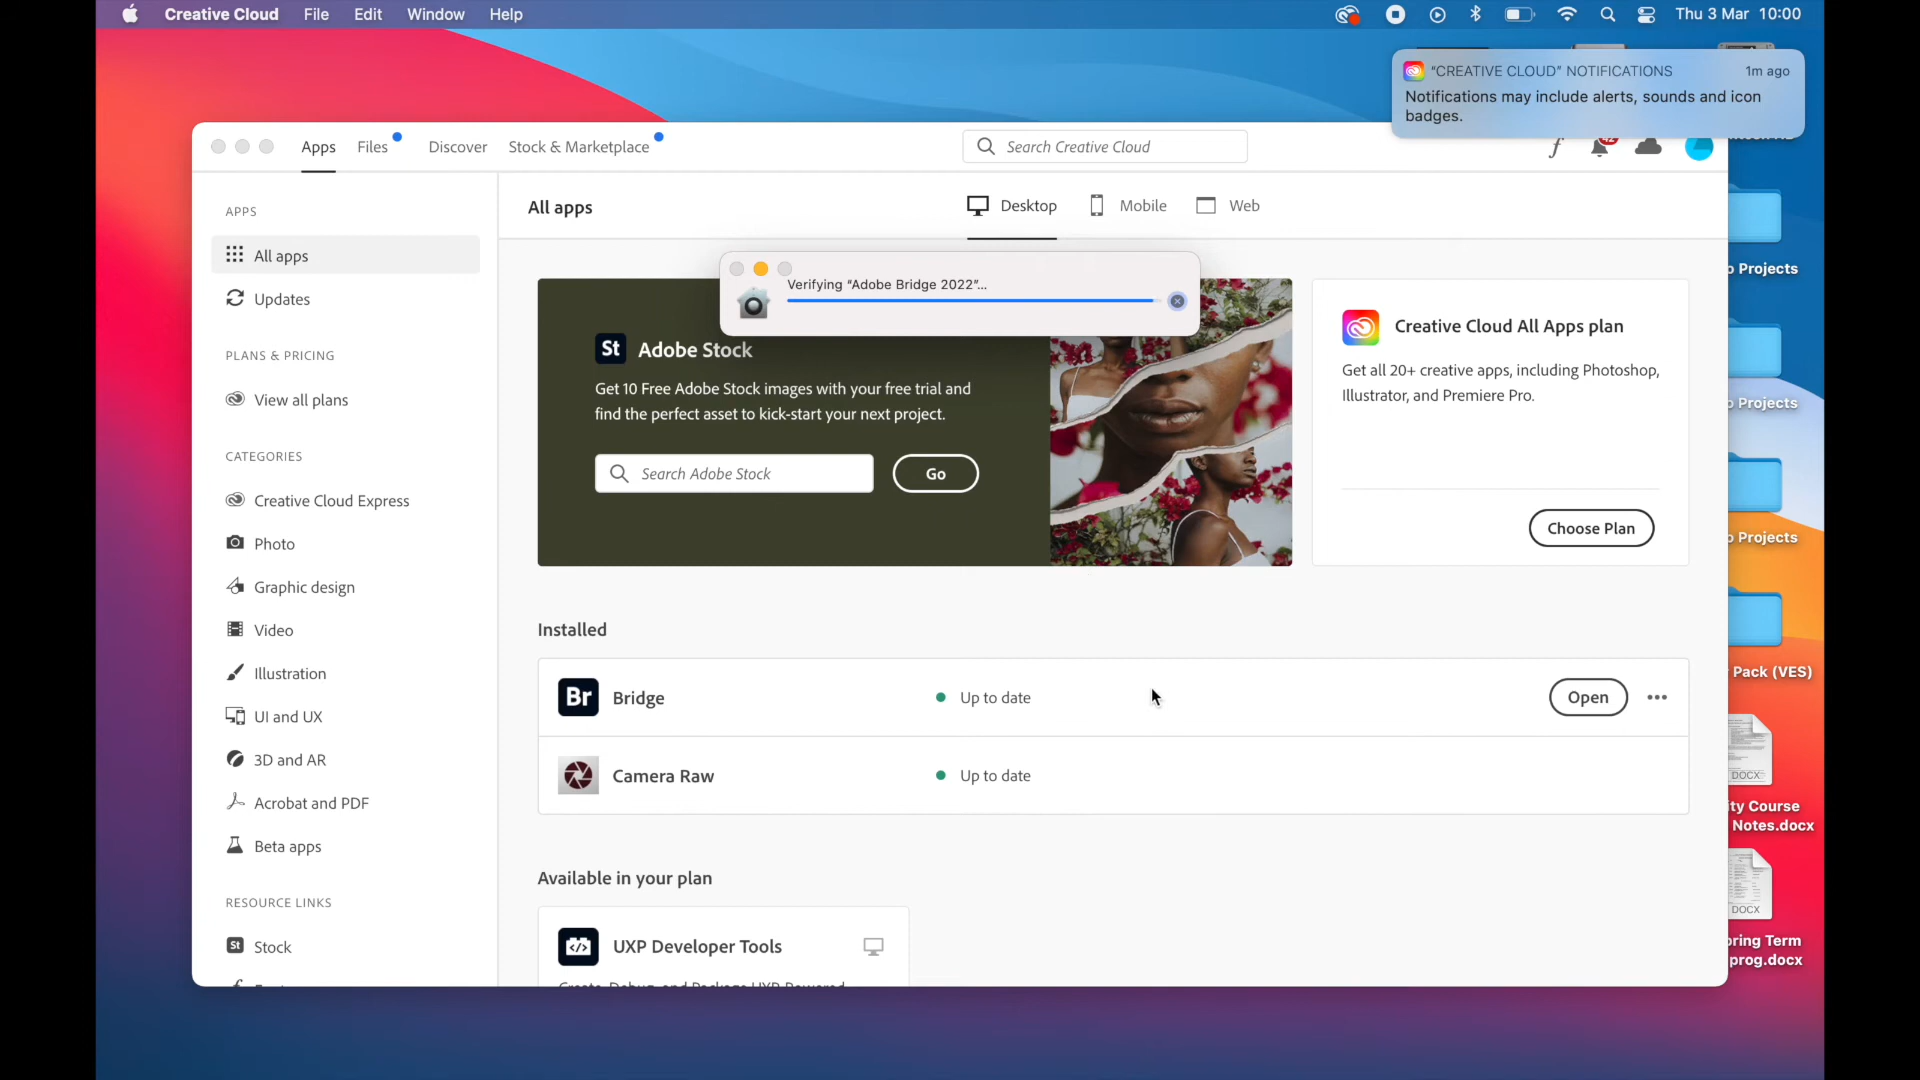 Creative Cloud File Edit Window Help
Thu 3 Mar 10:00
"CREATIVE CLOUD" NOTIFICATIONS 1m ago
Notifications may include alerts, sounds and icon
badges.
Apps Files Discover Stock & Marketplace
Search Creative Cloud
APPS
All apps
Updates
PLANS & PRICING
View all plans
CATEGORIES
Creative Cloud Express
Photo
Graphic design
Video
Illustration
UI and UX
3D and AR
Acrobat and PDF
Beta apps
RESOURCE LINKS
St Stock
All apps
Desktop Mobile Web
Verifying "Adobe Bridge 2022"...
St Adobe Stock
Get 10 Free Adobe Stock images with your free trial and
find the perfect asset to kick-start your next project.
Search Adobe Stock
Go
Creative Cloud All Apps plan
Get all 20+ creative apps, including Photoshop,
Illustrator, and Premiere Pro.
Choose Plan
Installed
Br Bridge Up to date Open
Camera Raw Up to date
Available in your plan
UXP Developer Tools
Projects
Projects
Projects
Pack (VES)
DOCX
ity Course
Notes.docx
DOCX
ring Term
prog.docx